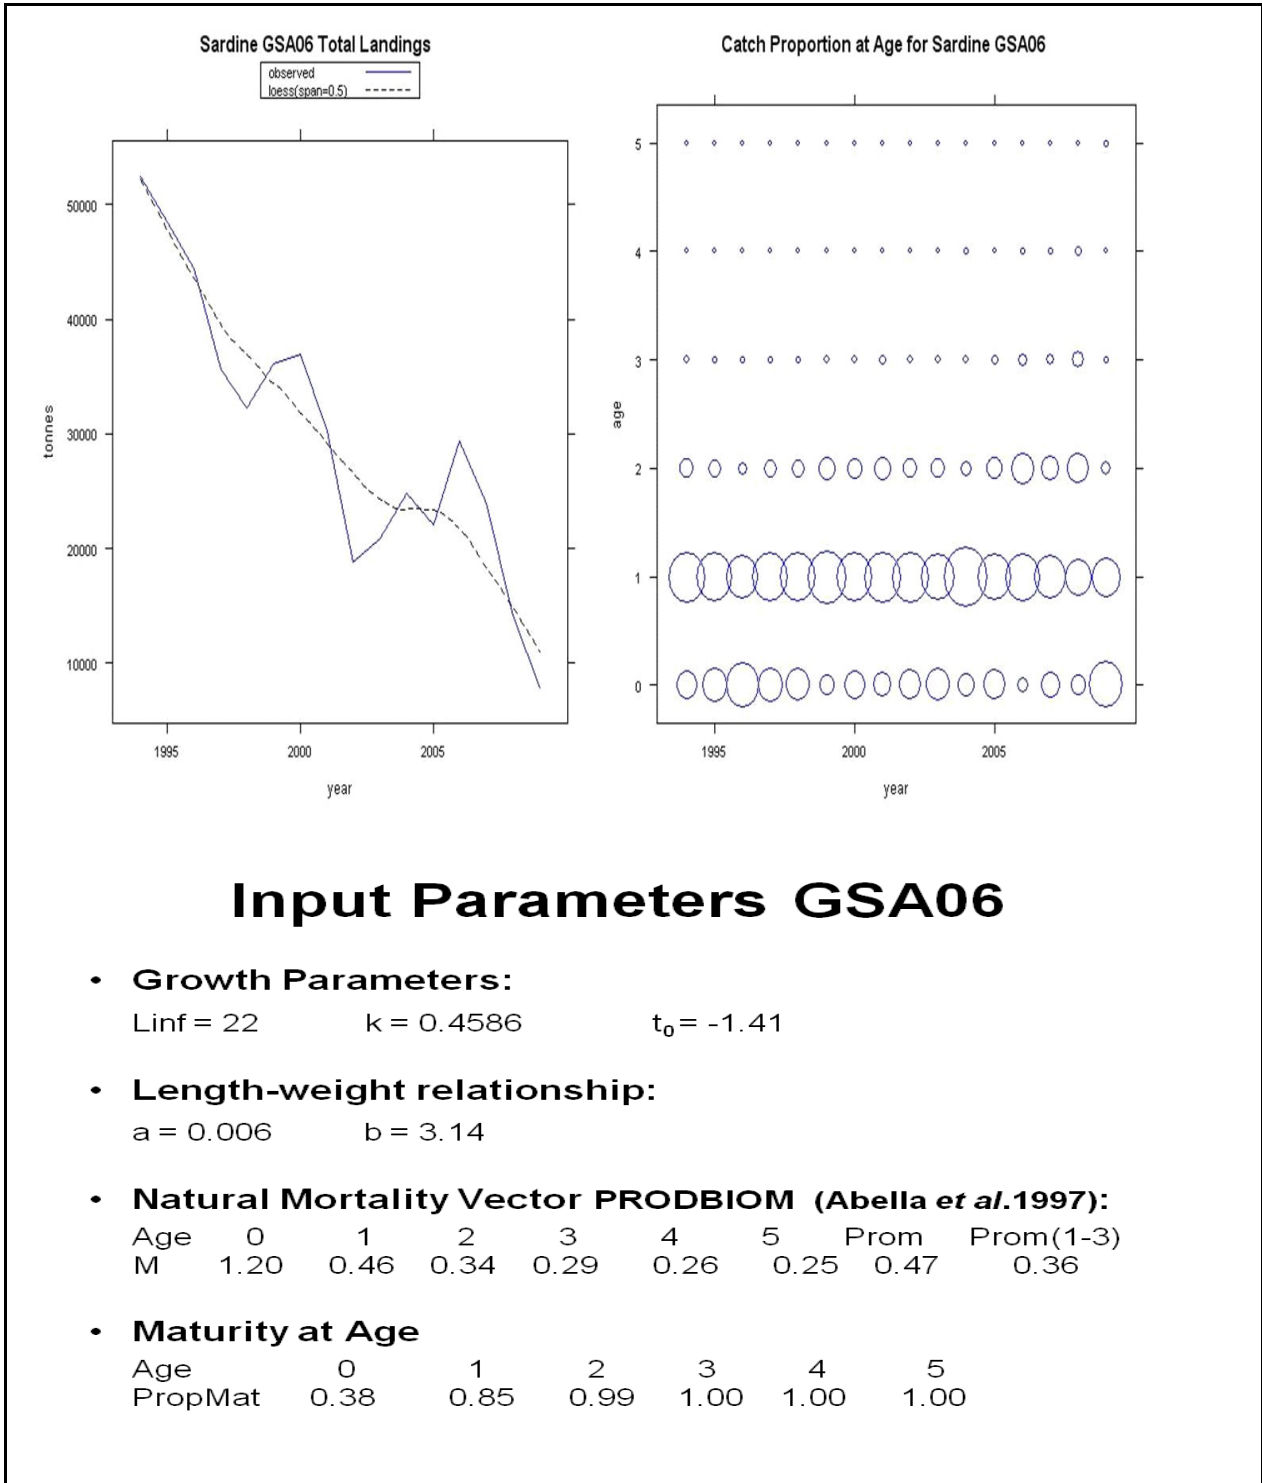 Sardine GSA06 Total Landings
observed
loess(span=0.5)
50000
40000
30000
20000
10000
tonnes
1995 2000 2005
year
Catch Proportion at Age for Sardine GSA06
5
4
3
2
1
0
age
1995 2000 2005
year
Input Parameters GSA06
• Growth Parameters:
Linf = 22 k = 0.4586 t₀ = -1.41
• Length-weight relationship:
a = 0.006 b = 3.14
• Natural Mortality Vector PRODBIOM (Abella et al.1997):
Age 0 1 2 3 4 5 Prom Prom(1-3)
M 1.20 0.46 0.34 0.29 0.26 0.25 0.47 0.36
• Maturity at Age
Age 0 1 2 3 4 5
PropMat 0.38 0.85 0.99 1.00 1.00 1.00